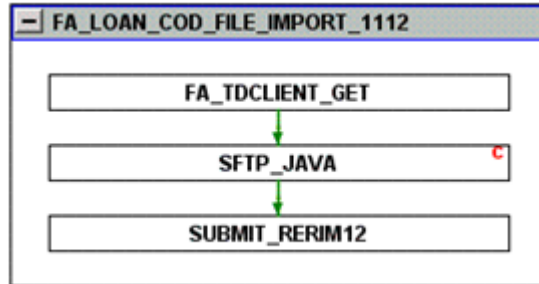 FA_LOAN_COD_FILE_IMPORT_1112
FA_TDCLIENT_GET
SFTP_JAVA
C
SUBMIT_RERIM12